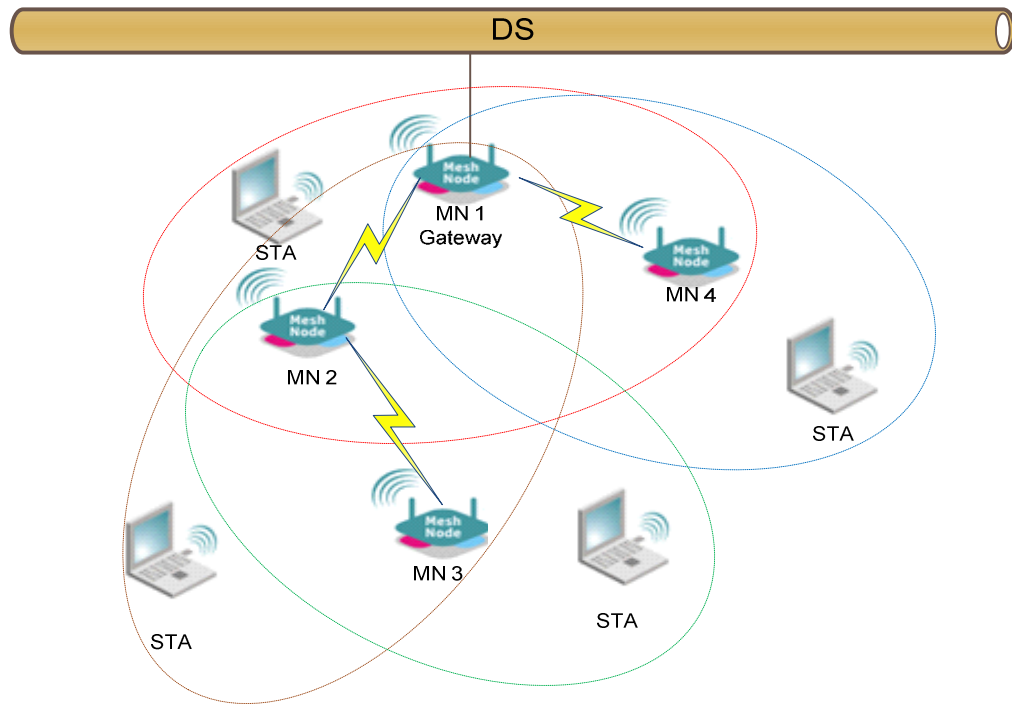 DS
Mesh
Node
MN 1
Gateway
STA
Mesh
Node
MN 4
Mesh
Node
MN 2
STA
Mesh
Node
MN 3
STA
STA